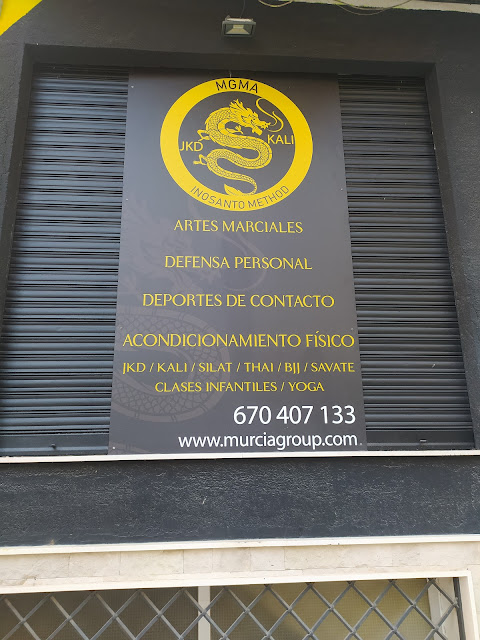 MGMA
JKD
KALI
INOSANTO METHOD
ARTES MARCIALES
DEFENSA PERSONAL
DEPORTES DE CONTACTO
ACONDICIONAMIENTO FÍSICO
JKD / KALI / SILAT / THAI / BJJ / SAVATE
CLASES INFANTILES / YOGA
670 407 133
www.murciagroup.com